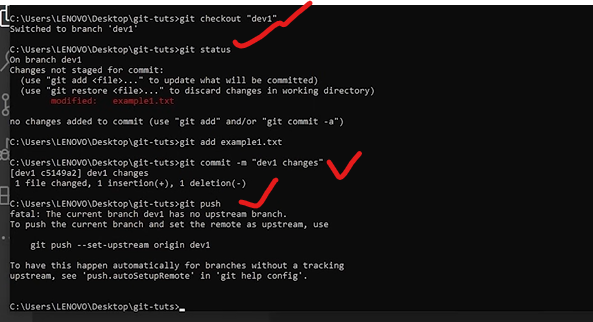 C:\Users\LENOVO\Desktop\git-tuts>git checkout "dev1"
Switched to branch 'dev1'
C:\Users\LENOVO\Desktop\git-tuts>git status
On branch dev1
Changes not staged for commit:
  (use "git add <file>..." to update what will be committed)
  (use "git restore <file>..." to discard changes in working directory)
        modified:   example1.txt
no changes added to commit (use "git add" and/or "git commit -a")
C:\Users\LENOVO\Desktop\git-tuts>git add example1.txt
C:\Users\LENOVO\Desktop\git-tuts>git commit -m "dev1 changes"
[dev1 c5149a2] dev1 changes
 1 file changed, 1 insertion(+), 1 deletion(-)
C:\Users\LENOVO\Desktop\git-tuts>git push
fatal: The current branch dev1 has no upstream branch.
To push the current branch and set the remote as upstream, use
    git push --set-upstream origin dev1
To have this happen automatically for branches without a tracking
upstream, see 'push.autoSetupRemote' in 'git help config'.
C:\Users\LENOVO\Desktop\git-tuts>